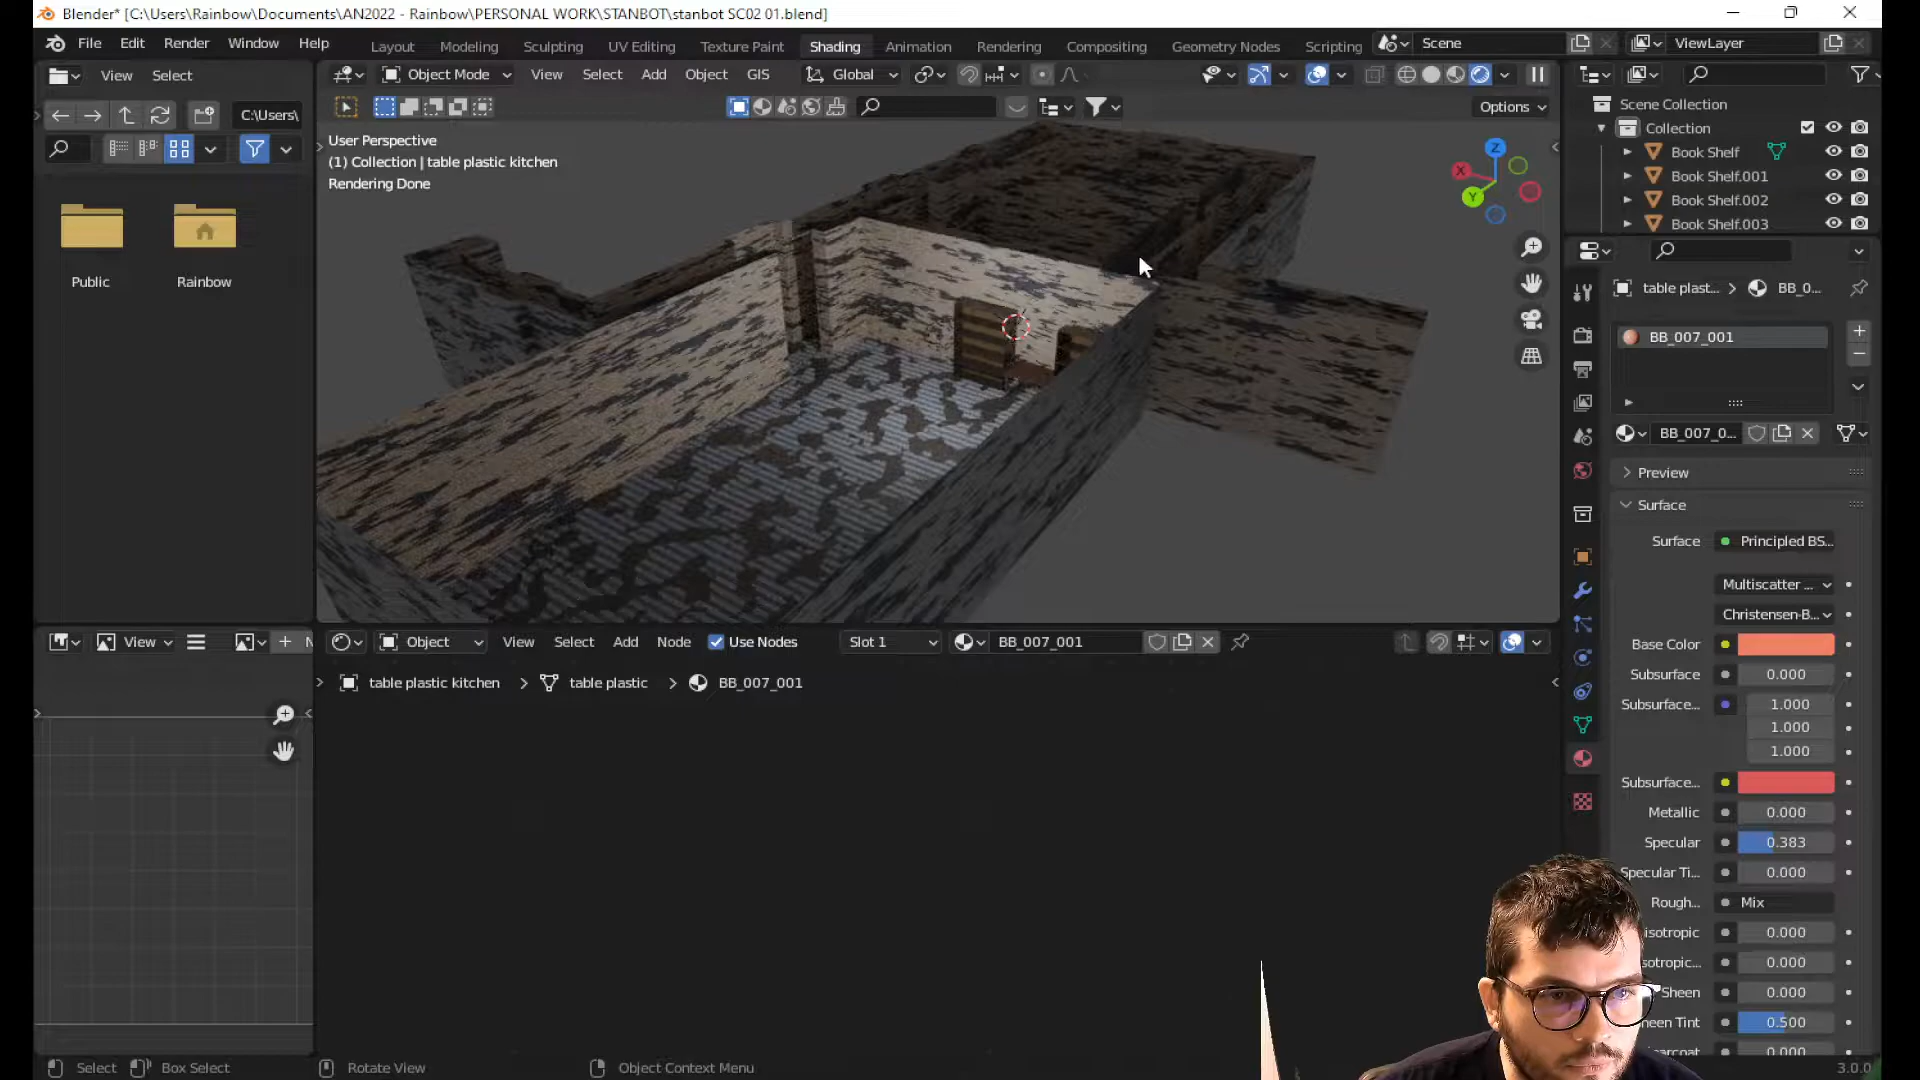 Blender* [C:\Users\Rainbow\Documents\AN2022 - Rainbow\PERSONAL WORK\STANBOT\stanbot SC02 01.blend]
File Edit Render Window Help
Layout Modeling Sculpting UV Editing Texture Paint Shading Animation Rendering Compositing Geometry Nodes Scripting
Scene ViewLayer
View Select
Object Mode View Select Add Object GIS Global
C:\Users\
Options
User Perspective
(1) Collection | table plastic kitchen
Rendering Done
X Y Z
Public Rainbow
Scene Collection
Collection
Book Shelf
Book Shelf.001
Book Shelf.002
Book Shelf.003
table plast... > BB_0...
BB_007_001
BB_007_0...
Preview
Surface
Surface Principled BS...
Multiscatter ...
Christensen-B...
Base Color
Subsurface 0.000
Subsurface... 1.000
1.000
1.000
Subsurface...
Metallic 0.000
Specular 0.383
Specular Ti... 0.000
Rough... Mix
isotropic 0.000
sotropic... 0.000
Sheen 0.000
heen Tint 0.500
arcoat 0.000
View
Object View Select Add Node Use Nodes Slot 1 BB_007_001
table plastic kitchen > table plastic > BB_007_001
Select Box Select Rotate View Object Context Menu 3.0.0